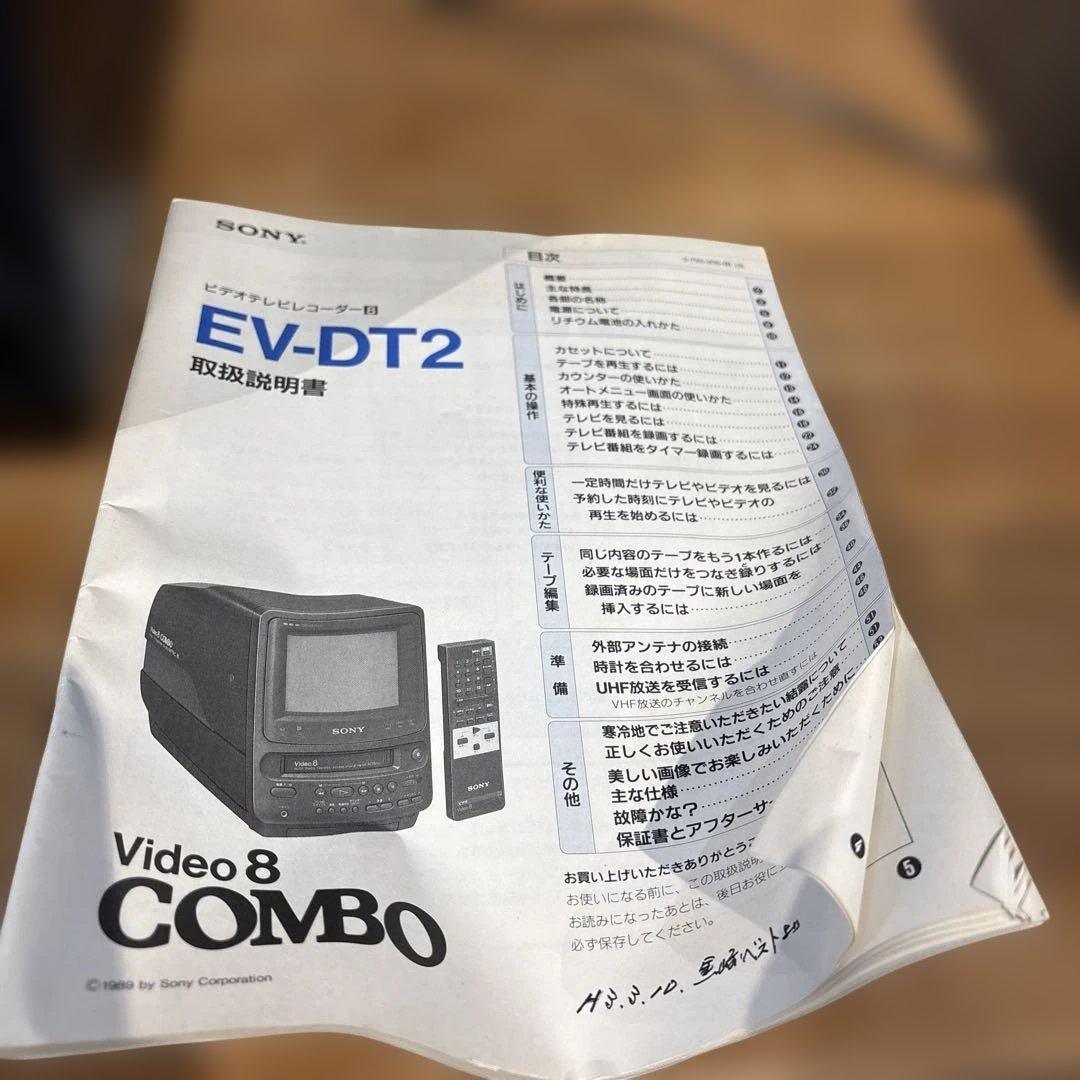 SONY
ビデオテレビレコーダー8
EV-DT2
取扱説明書
Video 8
COMBO
©1989 by Sony Corporation
Video 8 COMBO
SONY
Video 8
SONY
目次
はじめに
概要
主な特長
各部の名称
電源について
リチウム電池の入れかた
基本の操作
カセットについて
テープを再生するには
カウンターの使いかた
オートメニュー画面の使いかた
特殊再生するには
テレビを見るには
テレビ番組を録画するには
テレビ番組をタイマー録画するには
便利な使いかた
一定時間だけテレビやビデオを見るには
予約した時刻にテレビやビデオの
再生を始めるには
テープ編集
同じ内容のテープをもう1本作るには
必要な場面だけをつなぎ録りするには
録画済みのテープに新しい場面を
挿入するには
準備
外部アンテナの接続
時計を合わせるには
UHF放送を受信するには
VHF放送のチャンネルを合わせ直すには
その他
寒冷地でご注意いただきたい結露について
正しくお使いいただくためのご注意
美しい画像でお楽しみいただくために
主な仕様
故障かな?
保証書とアフターサ
お買い上げいただきありがとうご
お使いになる前に、この取扱説明
お読みになったあとは、後日お役に立
必ず保存してください。
H3.3.10.
5